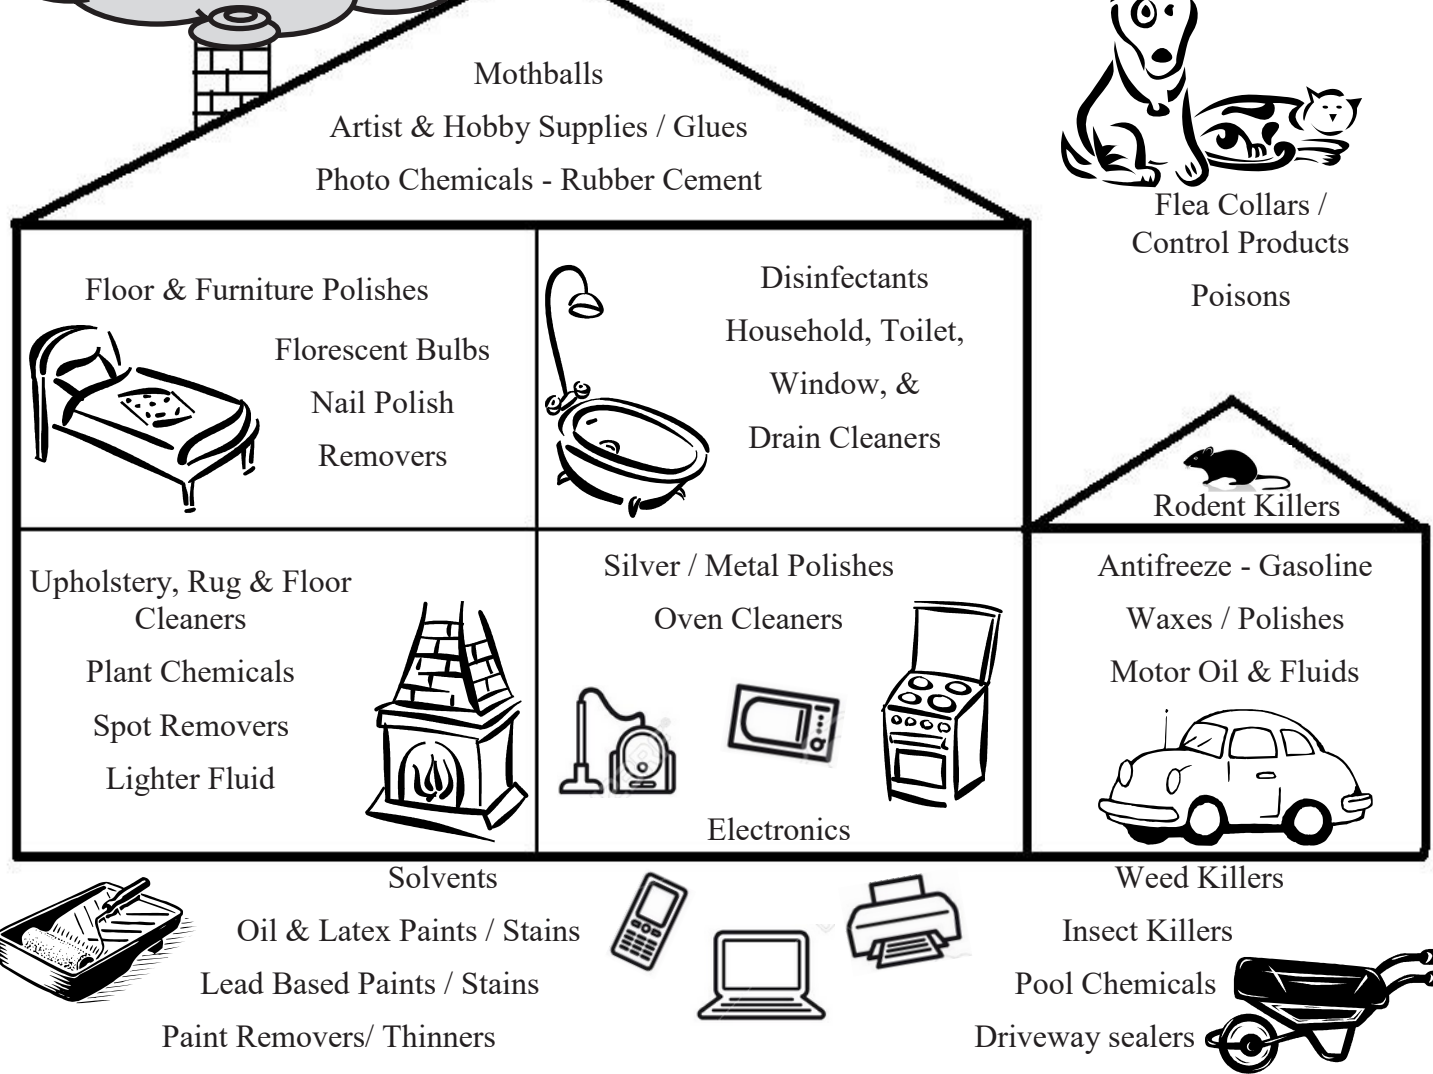 Mothballs
Artist & Hobby Supplies / Glues
Photo Chemicals - Rubber Cement
Flea Collars /
Control Products
Poisons
Floor & Furniture Polishes
Florescent Bulbs
Nail Polish
Removers
Disinfectants
Household, Toilet,
Window, &
Drain Cleaners
Rodent Killers
Upholstery, Rug & Floor
Cleaners
Plant Chemicals
Spot Removers
Lighter Fluid
Silver / Metal Polishes
Oven Cleaners
Electronics
Antifreeze - Gasoline
Waxes / Polishes
Motor Oil & Fluids
Solvents
Oil & Latex Paints / Stains
Lead Based Paints / Stains
Paint Removers/ Thinners
Weed Killers
Insect Killers
Pool Chemicals
Driveway sealers